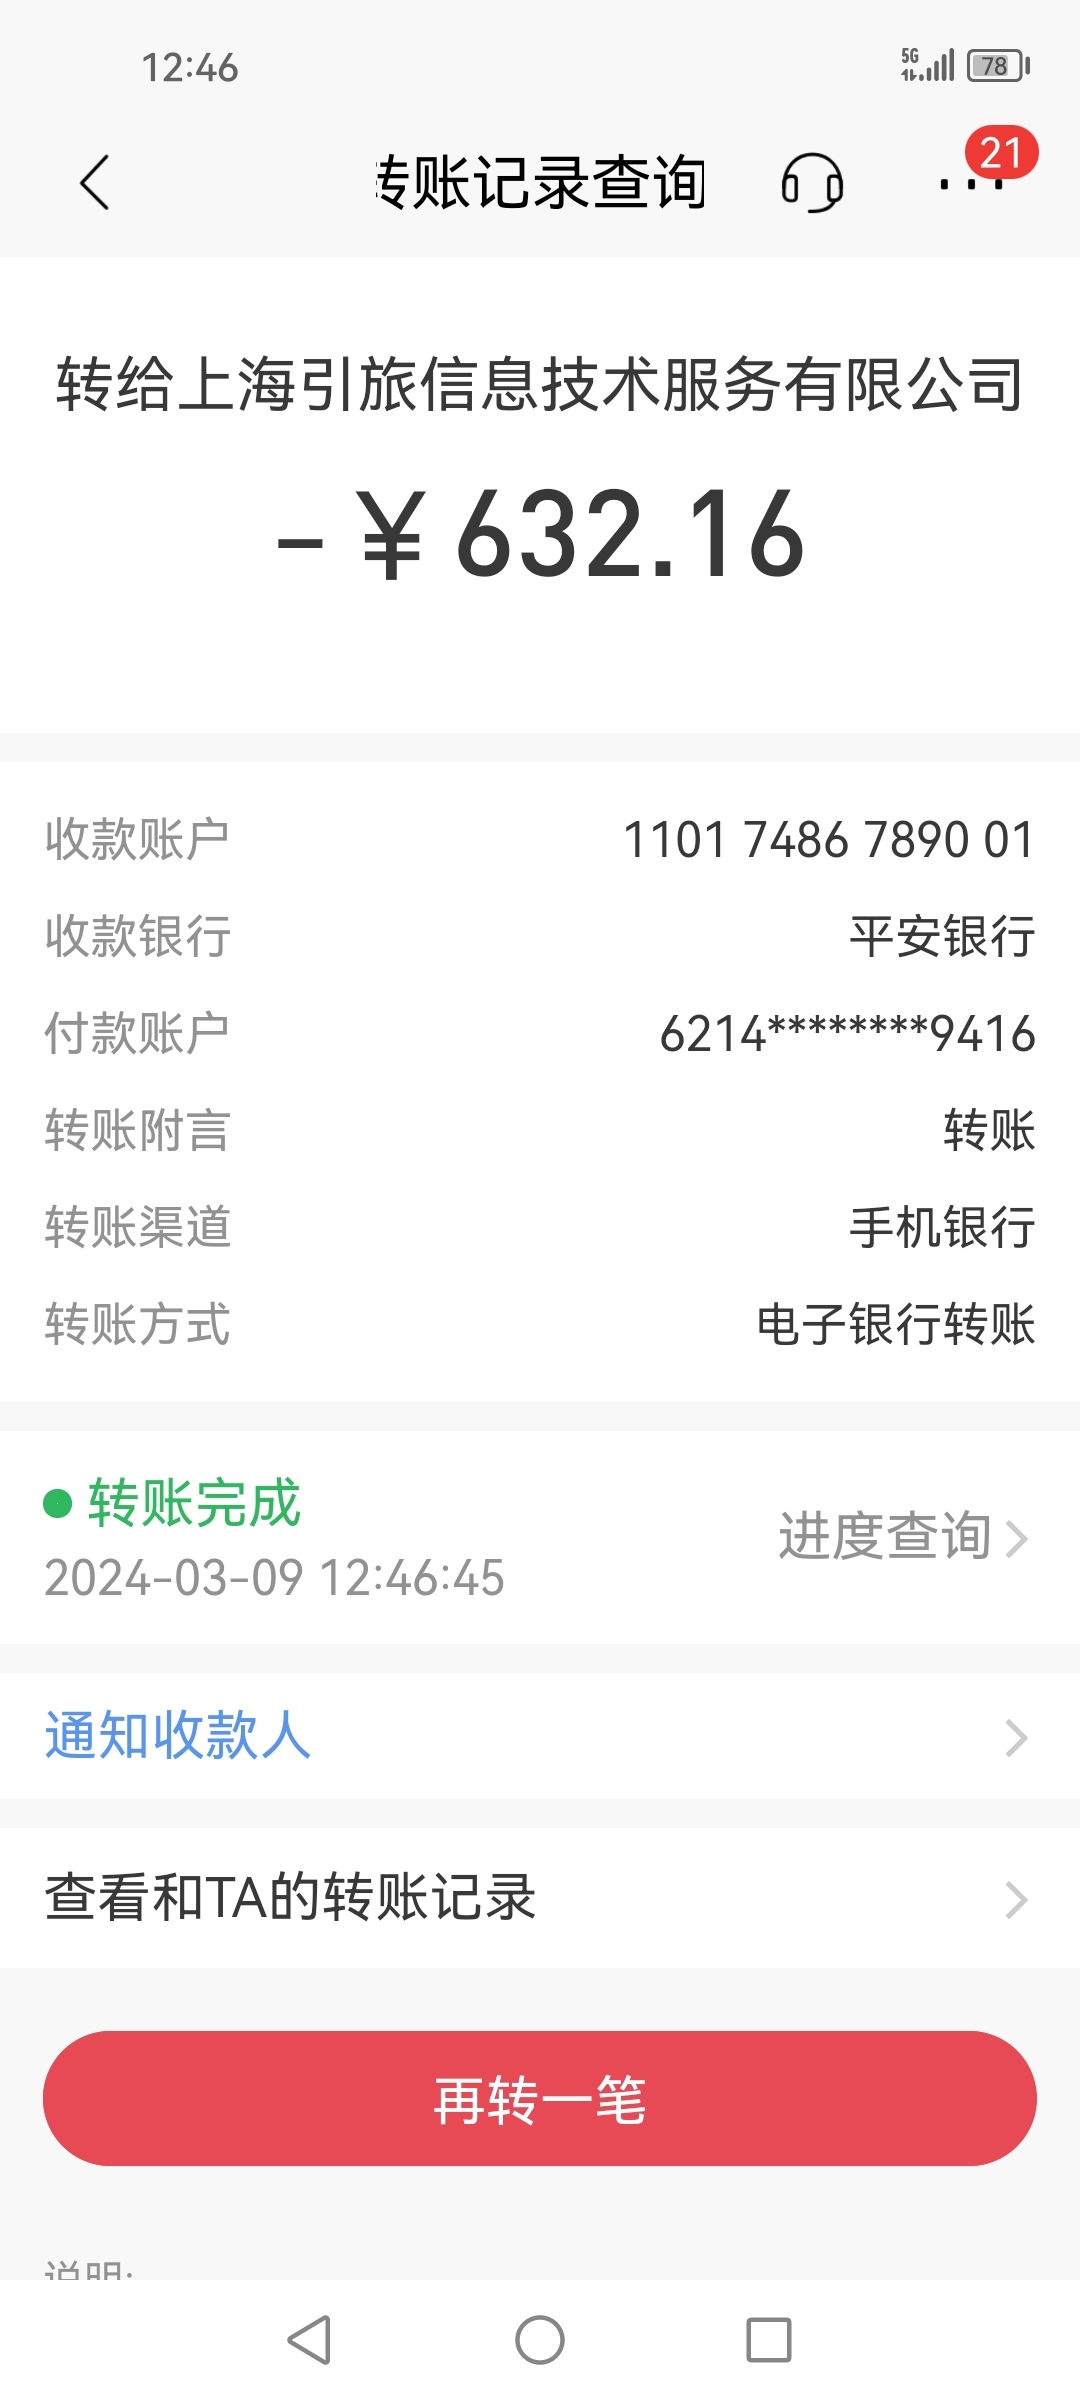 12:46
5G
78
21
转账记录查询
转给上海引旅信息技术服务有限公司
-￥632.16
收款账户 1101 7486 7890 01
收款银行 平安银行
付款账户 6214********9416
转账附言 转账
转账渠道 手机银行
转账方式 电子银行转账
转账完成
进度查询
2024-03-09 12:46:45
通知收款人
查看和TA的转账记录
再转一笔
说明: